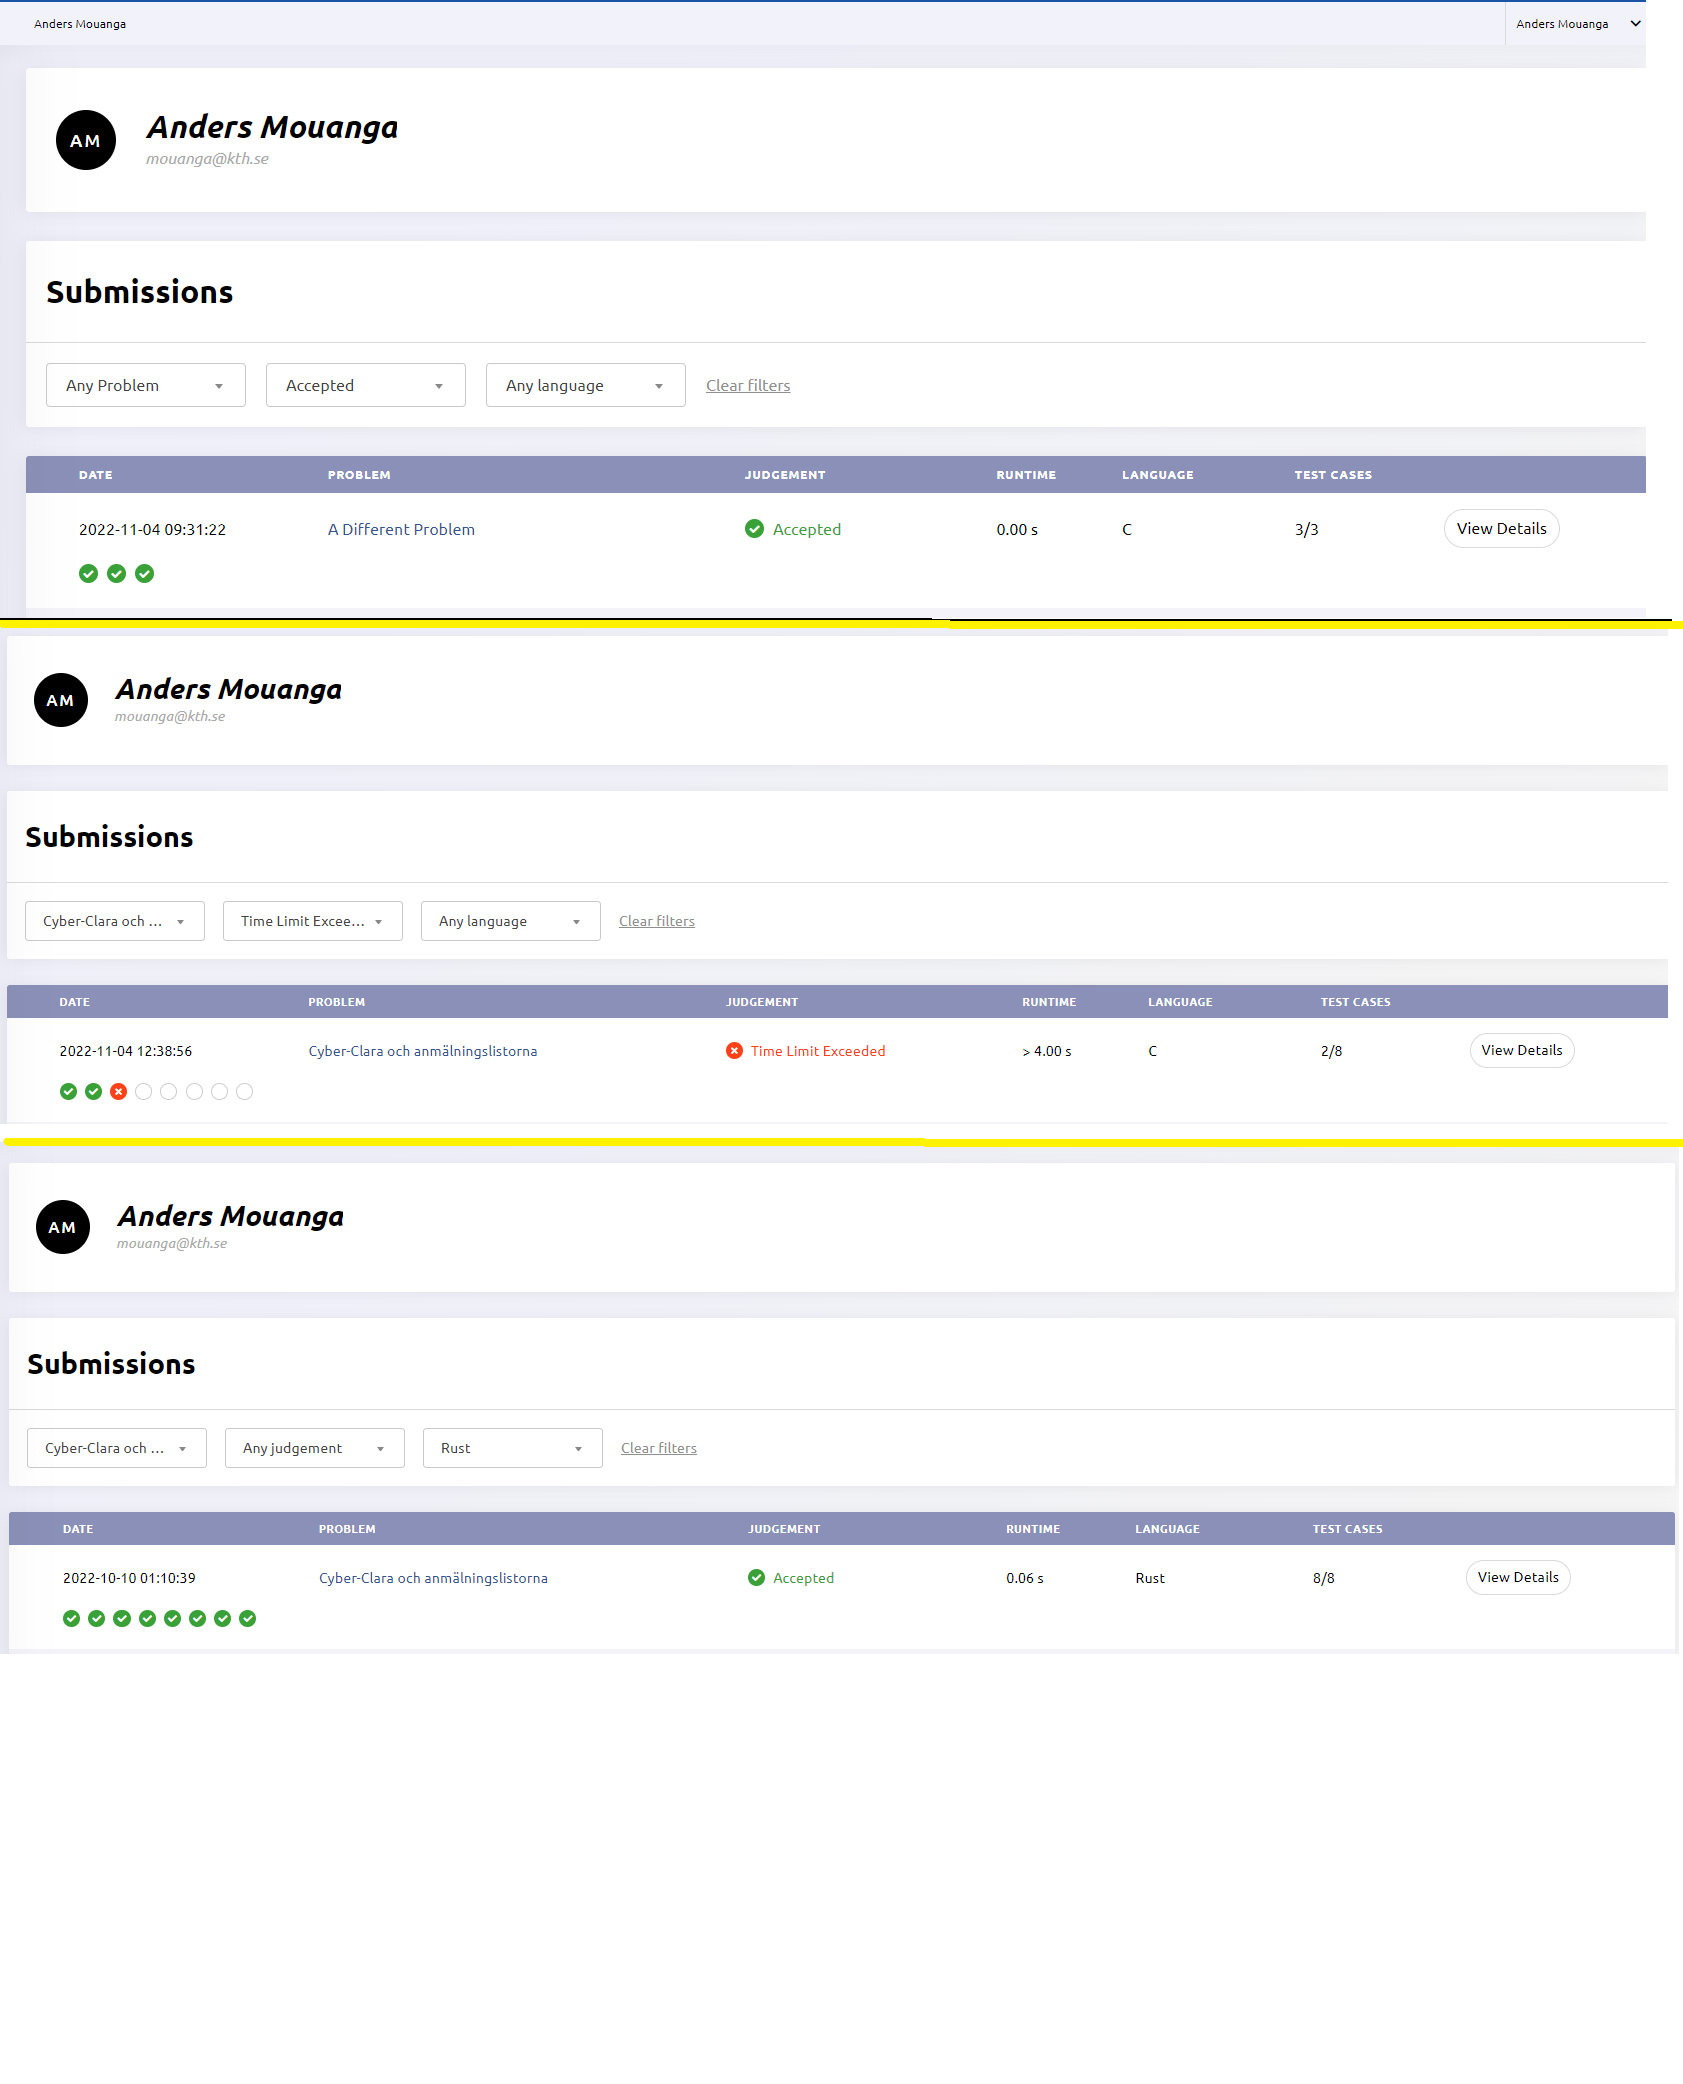 Anders Mouanga Anders Mouanga
AM
Anders Mouanga
mouanga@kth.se
Submissions
Any Problem Accepted Any language Clear filters
DATE PROBLEM JUDGEMENT RUNTIME LANGUAGE TEST CASES
2022-11-04 09:31:22 A Different Problem Accepted 0.00 s C 3/3 View Details
AM
Anders Mouanga
mouanga@kth.se
Submissions
Cyber-Clara och ... Time Limit Excee... Any language Clear filters
DATE PROBLEM JUDGEMENT RUNTIME LANGUAGE TEST CASES
2022-11-04 12:38:56 Cyber-Clara och anmälningslistorna Time Limit Exceeded > 4.00 s C 2/8 View Details
AM
Anders Mouanga
mouanga@kth.se
Submissions
Cyber-Clara och ... Any judgement Rust Clear filters
DATE PROBLEM JUDGEMENT RUNTIME LANGUAGE TEST CASES
2022-10-10 01:10:39 Cyber-Clara och anmälningslistorna Accepted 0.06 s Rust 8/8 View Details